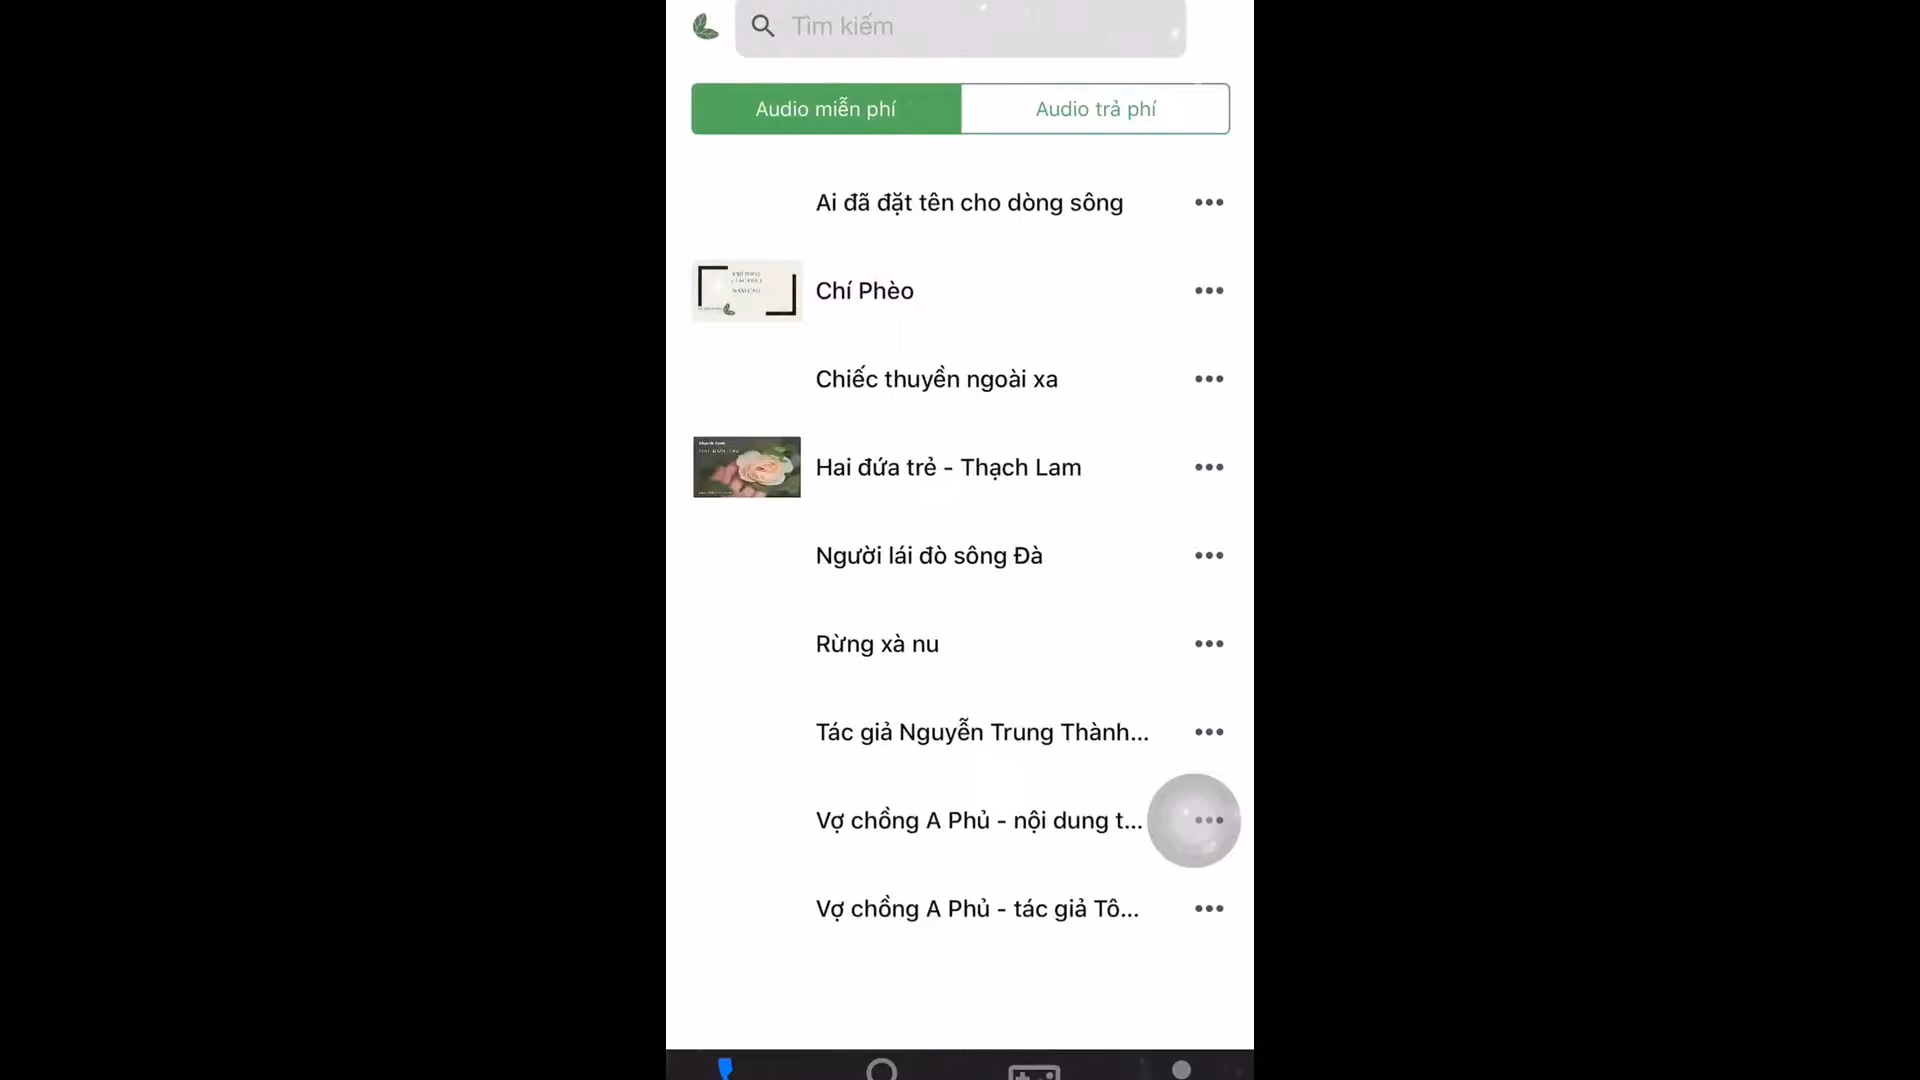 Tìm kiếm
Audio miễn phí
Audio trả phí
Ai đã đặt tên cho dòng sông
Chí Phèo
Chiếc thuyền ngoài xa
Hai đứa trẻ - Thạch Lam
Người lái đò sông Đà
Rừng xà nu
Tác giả Nguyễn Trung Thành...
Vợ chồng A Phủ - nội dung t...
Vợ chồng A Phủ - tác giả Tô...